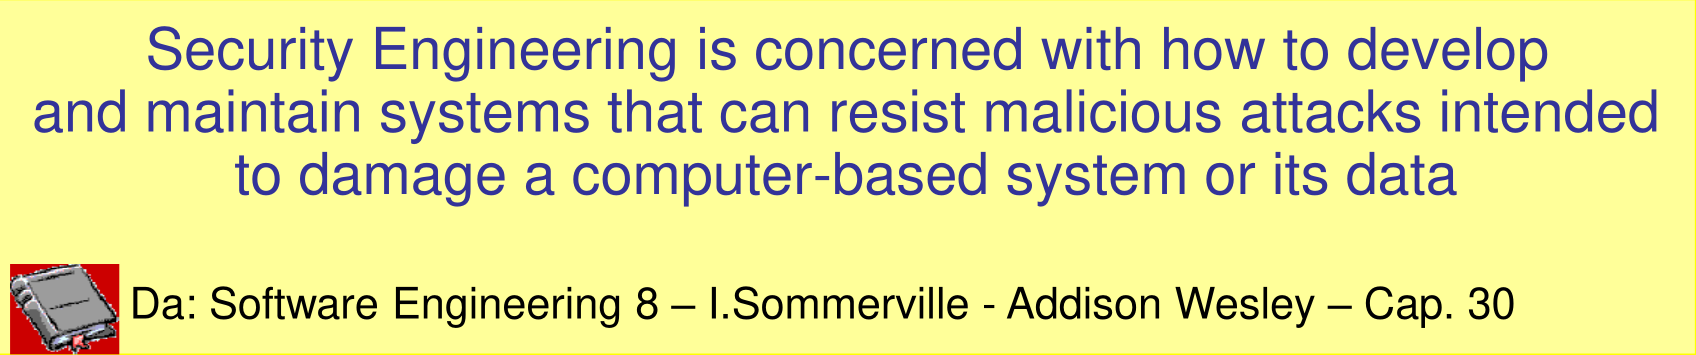 Security Engineering is concerned with how to develop
and maintain systems that can resist malicious attacks intended
to damage a computer-based system or its data
Da: Software Engineering 8 – I.Sommerville - Addison Wesley – Cap. 30